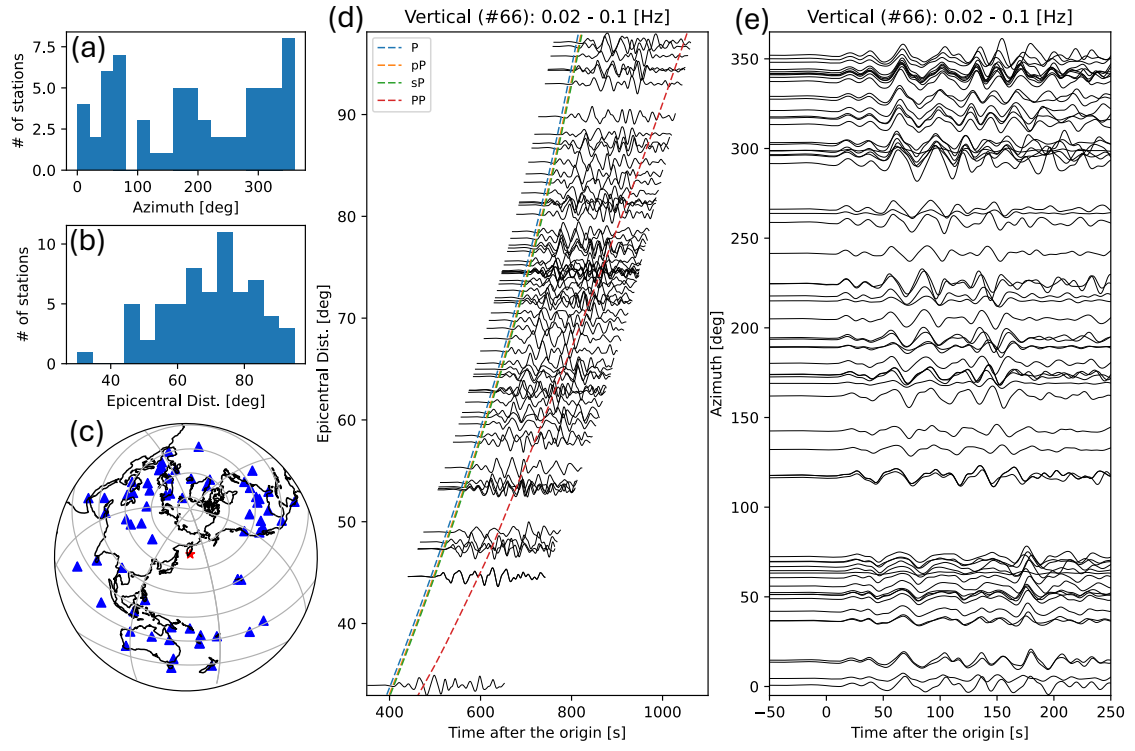 (a)
# of stations
7.5
5.0
2.5
0.0
0 100 200 300
Azimuth [deg]
(b)
# of stations
10
5
0
40 60 80
Epicentral Dist. [deg]
(c)
(d)
Vertical (#66): 0.02 - 0.1 [Hz]
P
pP
sP
PP
Epicentral Dist. [deg]
90
80
70
60
50
40
400 600 800 1000
Time after the origin [s]
(e)
Vertical (#66): 0.02 - 0.1 [Hz]
Azimuth [deg]
350
300
250
200
150
100
50
0
−50 0 50 100 150 200 250
Time after the origin [s]